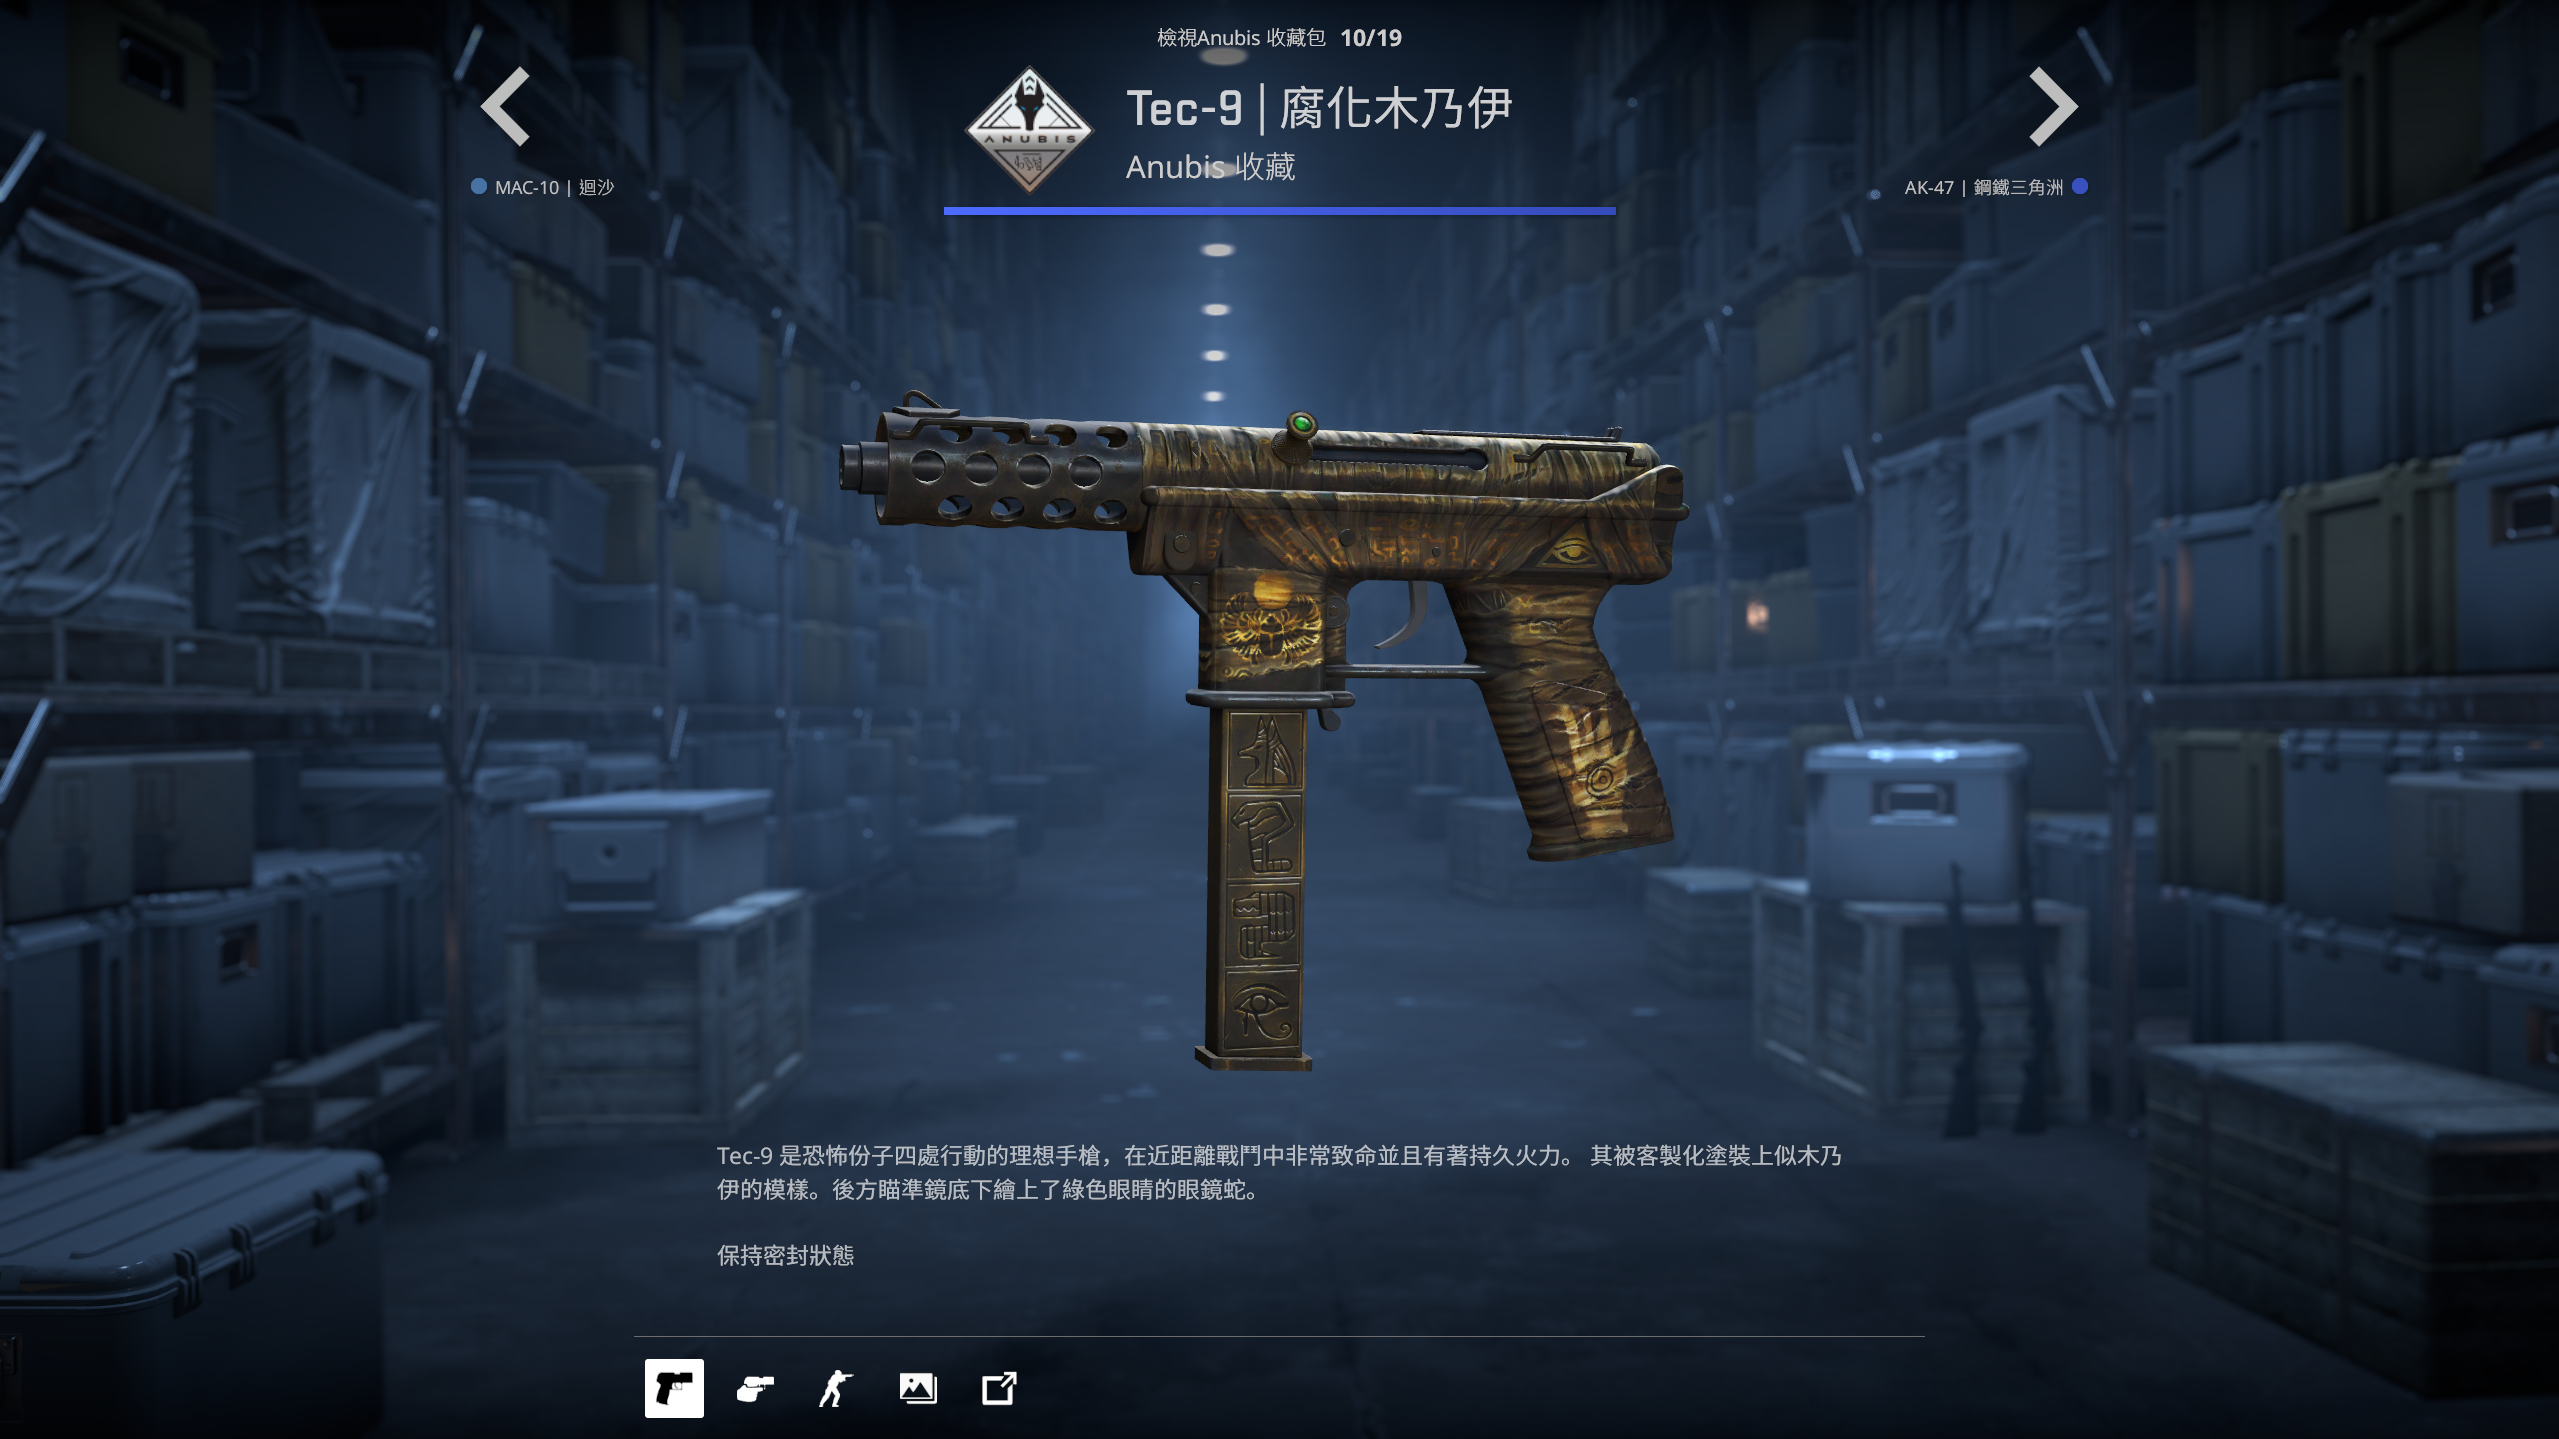 檢視Anubis 收藏包 10/19
Tec-9 | 腐化木乃伊
ANUBIS
Anubis 收藏
MAC-10 | 迴沙
AK-47 | 鋼鐵三角洲
Tec-9 是恐怖份子四處行動的理想手槍，在近距離戰鬥中非常致命並且有著持久火力。 其被客製化塗裝上似木乃
伊的模樣。後方瞄準鏡底下繪上了綠色眼睛的眼鏡蛇。
保持密封狀態